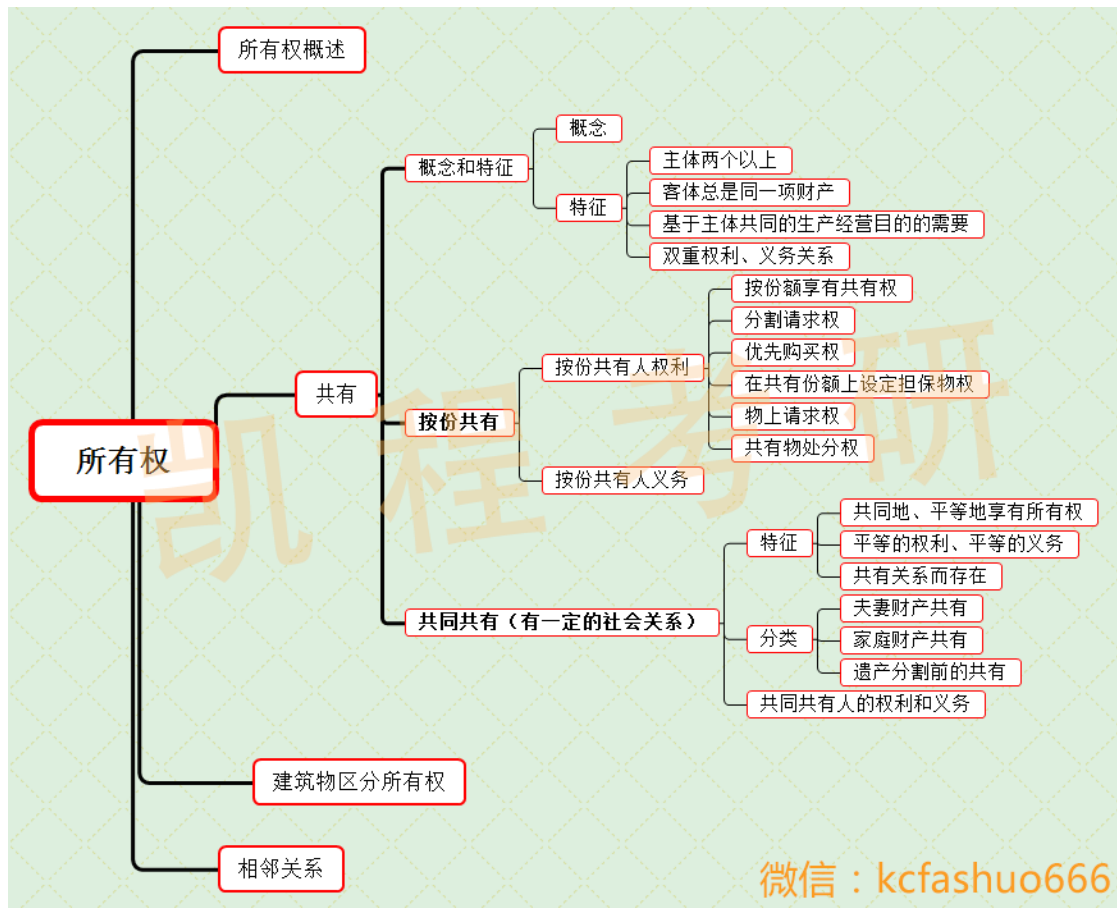 所有权概述
概念
概念和特征
主体两个以上
客体总是同一项财产
特征
基于主体共同的生产经营目的的需要
双重权利、义务关系
按份额享有共有权
分割请求权
优先购买权
按份共有人权利
在共有份额上设定担保物权
共有
物上请求权
按份共有
共有物处分权
所有权
按份共有人义务
凯程考研
共同地、平等地享有所有权
特征
平等的权利、平等的义务
共有关系而存在
夫妻财产共有
共同共有（有一定的社会关系）
分类
家庭财产共有
遗产分割前的共有
共同共有人的权利和义务
建筑物区分所有权
相邻关系
微信：kcfashuo666